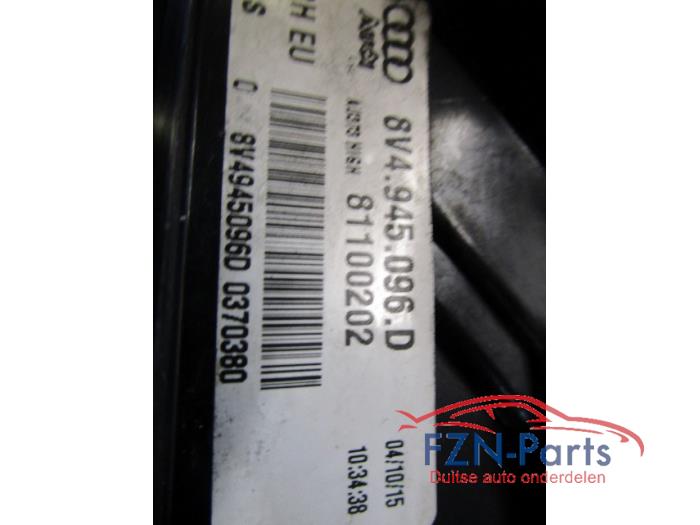 Audi
8V4.945.096.D
81100202
H EU
S
0
8V4945096D 0370380
04/10/15
10:34:38
FZN-Parts
Duitse auto onderdelen